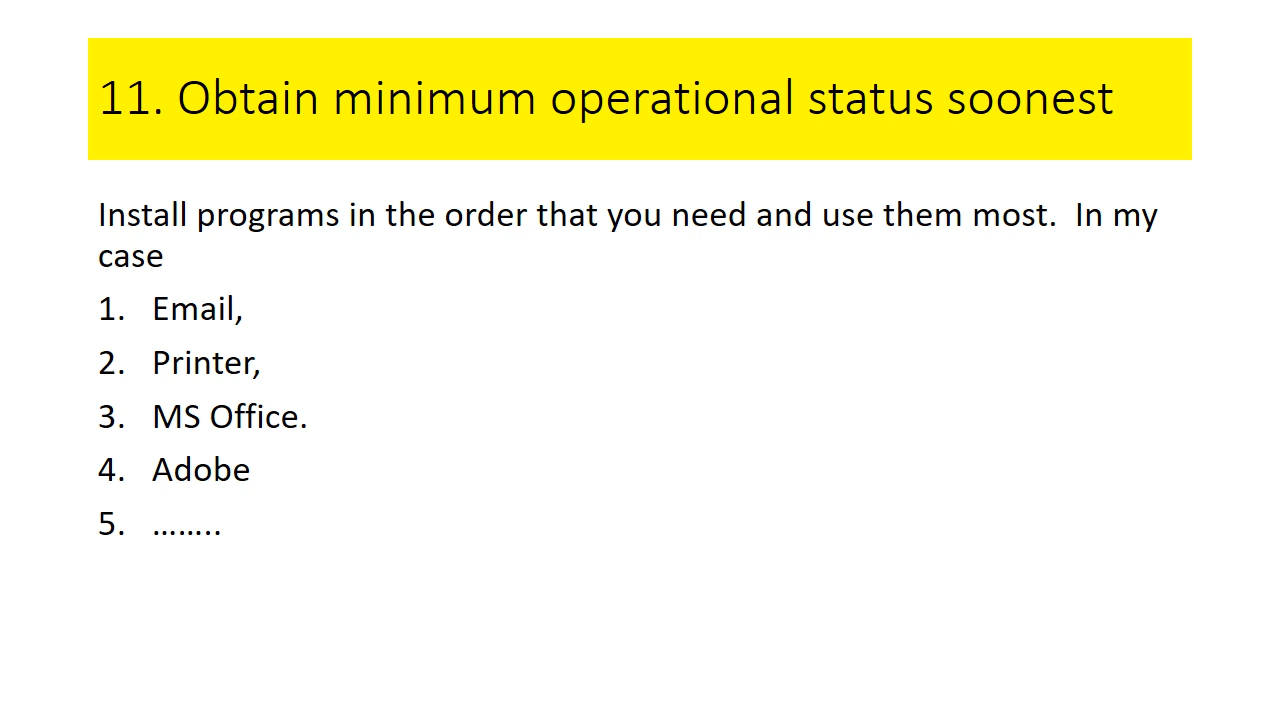 11. Obtain minimum operational status soonest
Install programs in the order that you need and use them most.  In my
case
1. Email,
2. Printer,
3. MS Office.
4. Adobe
5. ……..